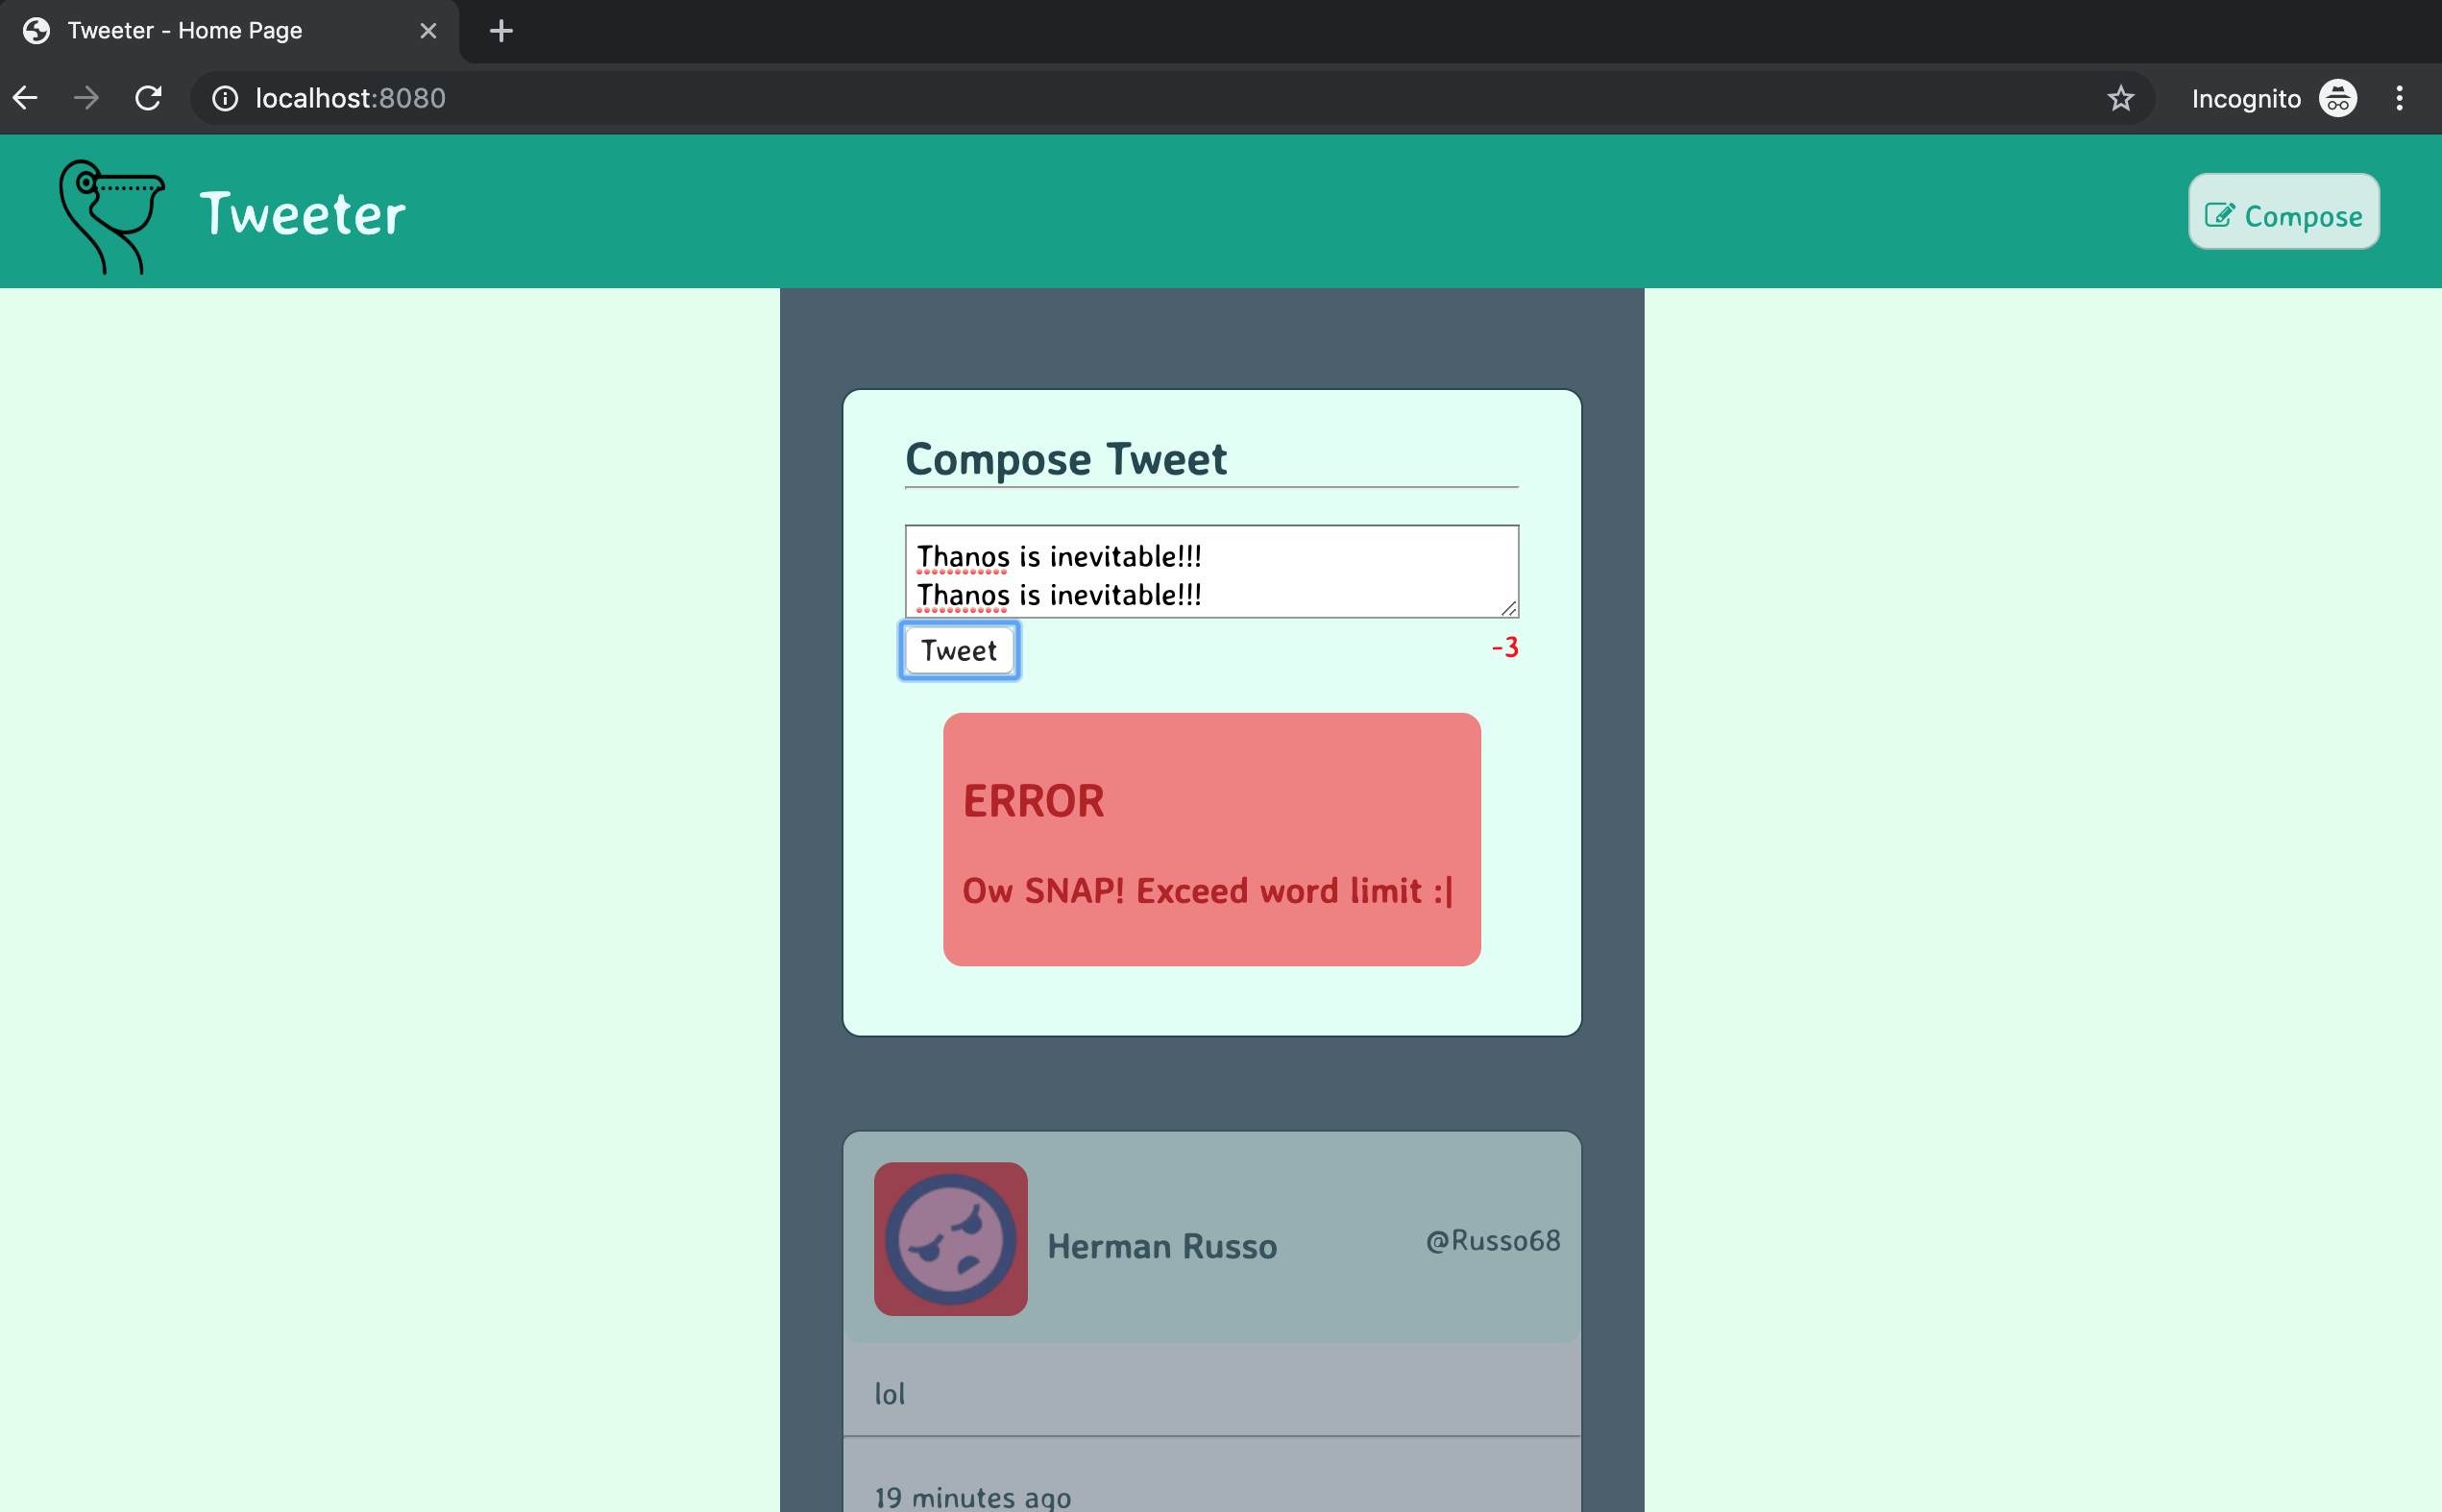 Tweeter - Home Page
localhost:8080
Incognito
Tweeter
Compose
Compose Tweet
Thanos is inevitable!!!
Thanos is inevitable!!!
Tweet
-3
ERROR
Ow SNAP! Exceed word limit :|
Herman Russo
@Russo68
lol
19 minutes ago